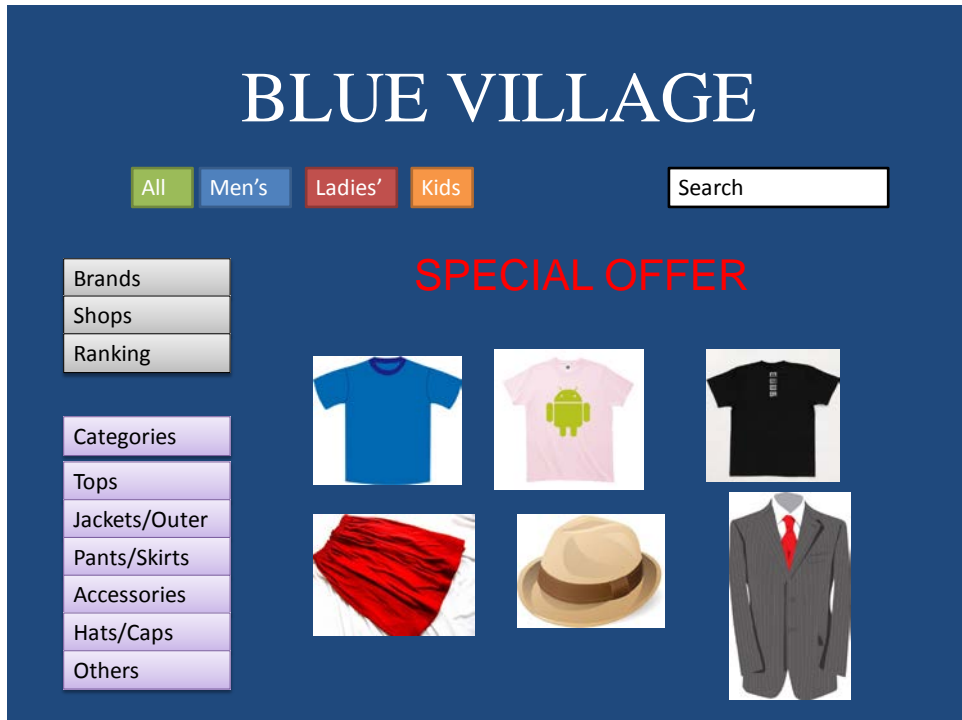 BLUE VILLAGE
All Men’s Ladies’ Kids Search
SPECIAL OFFER
Brands
Shops
Ranking
Categories
Tops
Jackets/Outer
Pants/Skirts
Accessories
Hats/Caps
Others